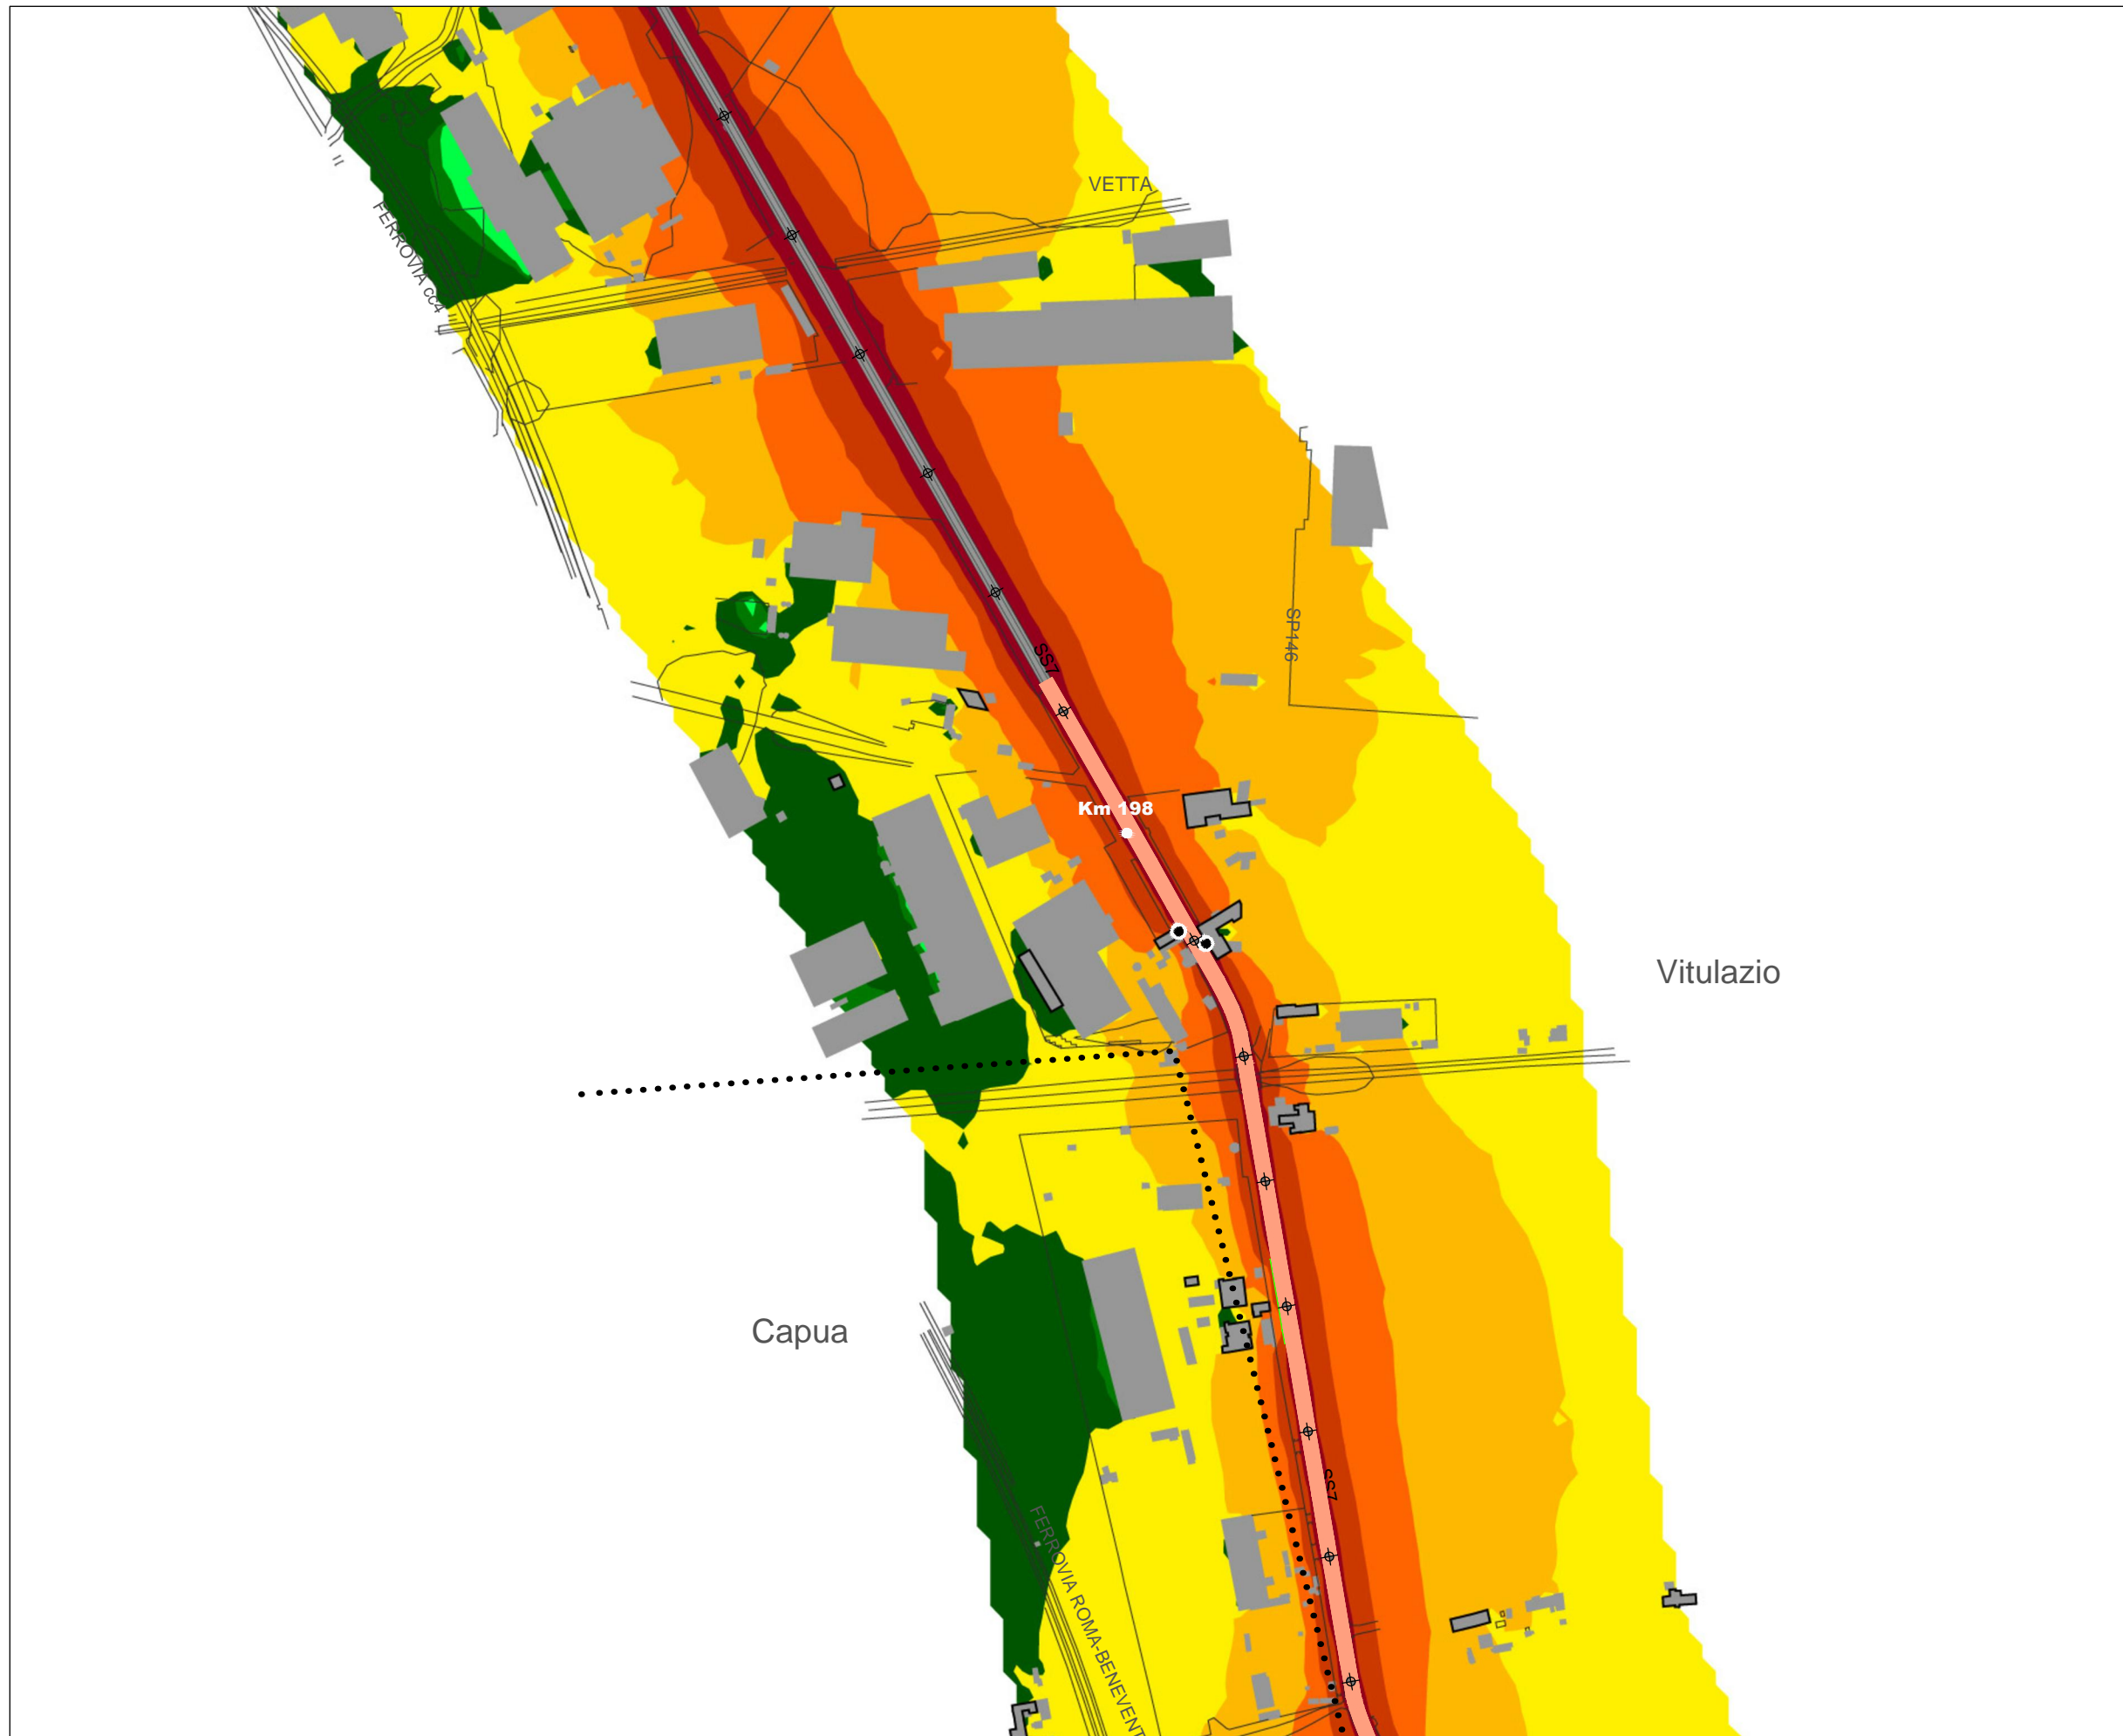 VETTA
FERROVIA cc4
SP146
SS7
Km 198
Vitulazio
Capua
SS7
FERROVIA ROMA-BENEVENT